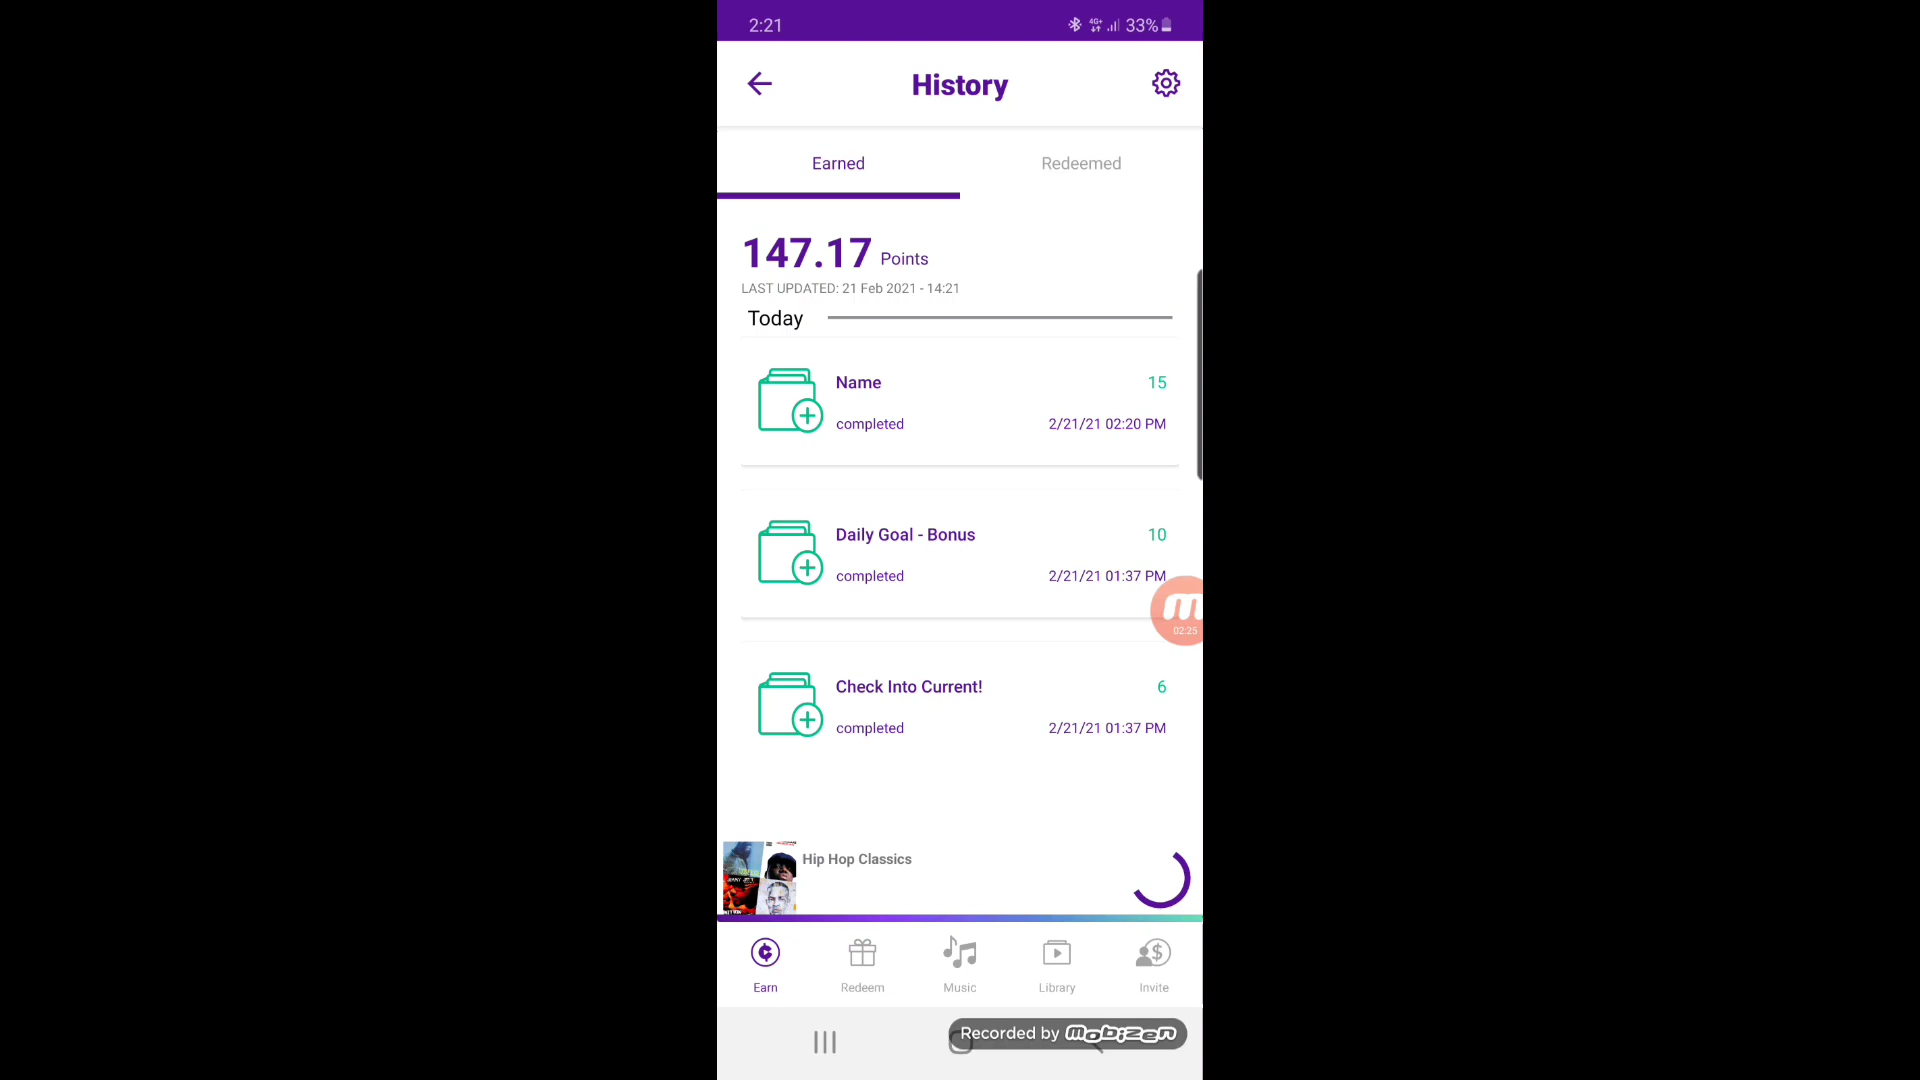 2:21
4G+ 33%
History
Earned Redeemed
147.17 Points
LAST UPDATED: 21 Feb 2021 - 14:21
Today
Name 15
completed 2/21/21 02:20 PM
Daily Goal - Bonus 10
completed 2/21/21 01:37 PM
02:25
Check Into Current! 6
completed 2/21/21 01:37 PM
Hip Hop Classics
Earn Redeem Music Library Invite
Recorded by mobizen